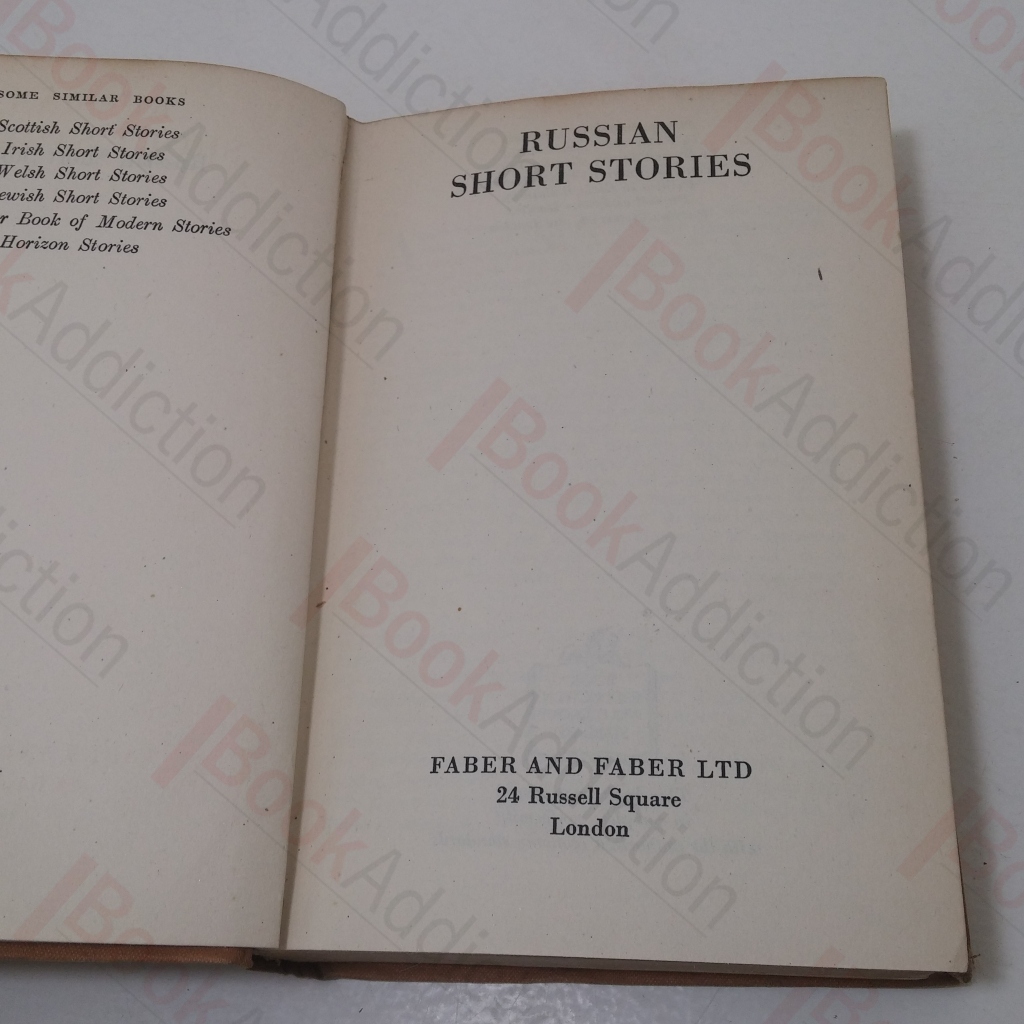 SOME SIMILAR BOOKS
Scottish Short Stories
Irish Short Stories
Welsh Short Stories
ewish Short Stories
r Book of Modern Stories
Horizon Stories
RUSSIAN
SHORT STORIES
FABER AND FABER LTD
24 Russell Square
London
BookAddiction